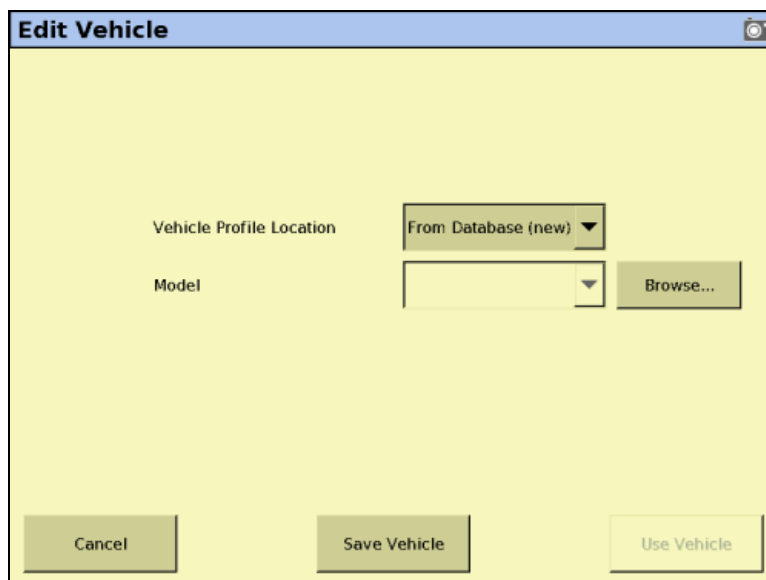 Edit Vehicle
Vehicle Profile Location From Database (new)
Model Browse...
Cancel Save Vehicle Use Vehicle